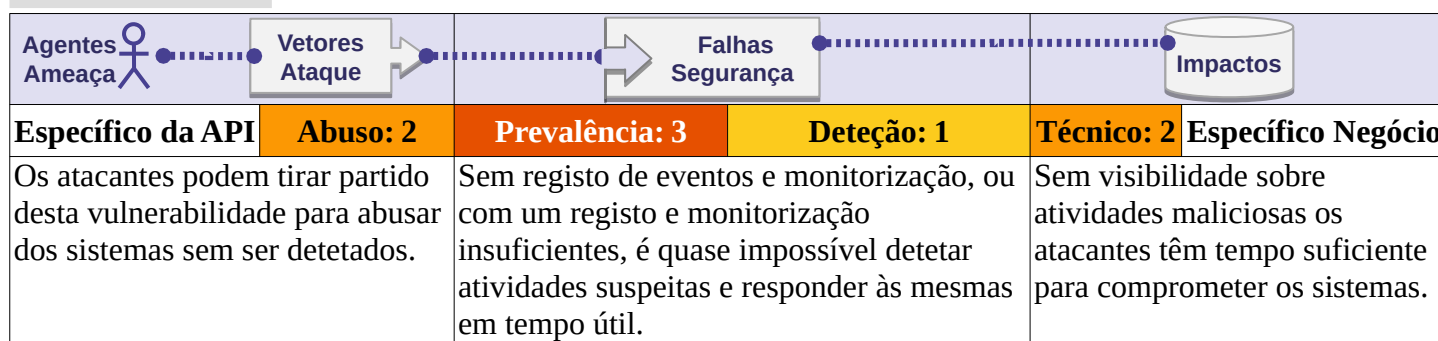 Agentes
Ameaça
Vetores
Ataque
Falhas
Segurança
Impactos
Específico da API
Abuso: 2
Prevalência: 3
Deteção: 1
Técnico: 2
Específico Negócio
Os atacantes podem tirar partido
desta vulnerabilidade para abusar
dos sistemas sem ser detetados.
Sem registo de eventos e monitorização, ou
com um registo e monitorização
insuficientes, é quase impossível detetar
atividades suspeitas e responder às mesmas
em tempo útil.
Sem visibilidade sobre
atividades maliciosas os
atacantes têm tempo suficiente
para comprometer os sistemas.